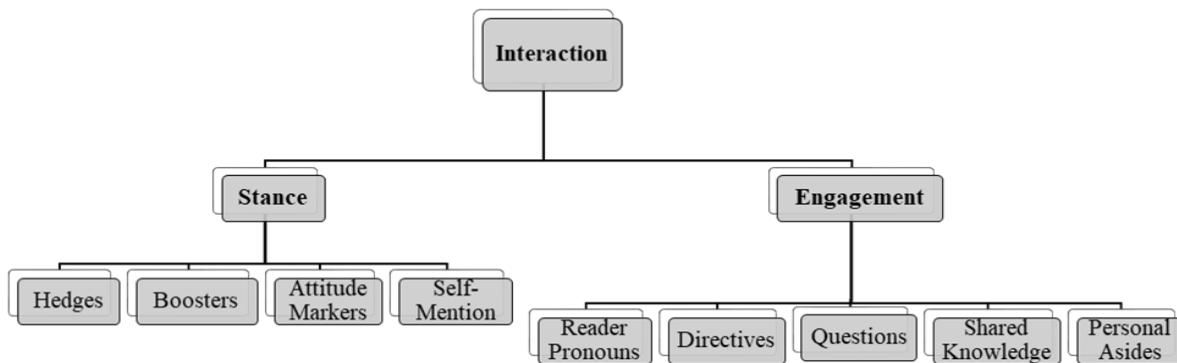 Interaction
Stance
Engagement
Hedges
Boosters
Attitude
Markers
Self-
Mention
Reader
Pronouns
Directives
Questions
Shared
Knowledge
Personal
Asides